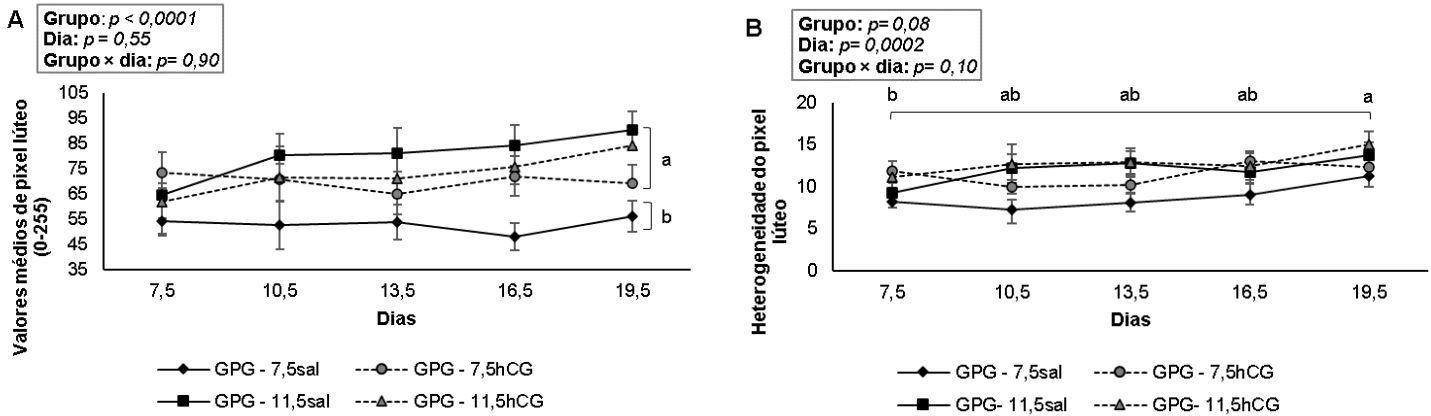 A
Grupo: p < 0,0001
Dia: p = 0,55
Grupo × dia: p= 0,90
Valores médios de pixel lúteo
(0-255)
105
95
85
75
65
55
45
35
a
b
7,5 10,5 13,5 16,5 19,5
Dias
GPG - 7,5sal GPG - 7,5hCG
GPG - 11,5sal GPG - 11,5hCG
B
Grupo: p= 0,08
Dia: p= 0,0002
Grupo × dia: p= 0,10
Heterogeneidade do pixel
lúteo
b ab ab ab a
20
15
10
5
0
7,5 10,5 13,5 16,5 19,5
Dias
GPG - 7,5sal GPG - 7,5hCG
GPG- 11,5sal GPG - 11,5hCG